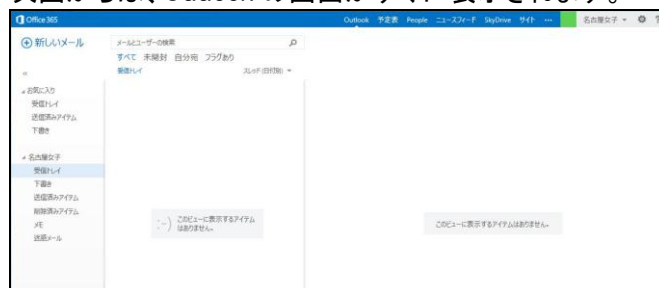 Office 365
Outlook 予定表 People ニュースフィード SkyDrive サイト ••• 名古屋女子
新しいメール
メールとユーザーの検索
すべて 未開封 自分宛 フラグあり
受信トレイ スレッド (日付別)
«
お気に入り
受信トレイ
送信済みアイテム
下書き
名古屋女子
受信トレイ
下書き
送信済みアイテム
削除済みアイテム
メモ
迷惑メール
:-) このビューに表示するアイテム
はありません。
このビューに表示するアイテムはありません。